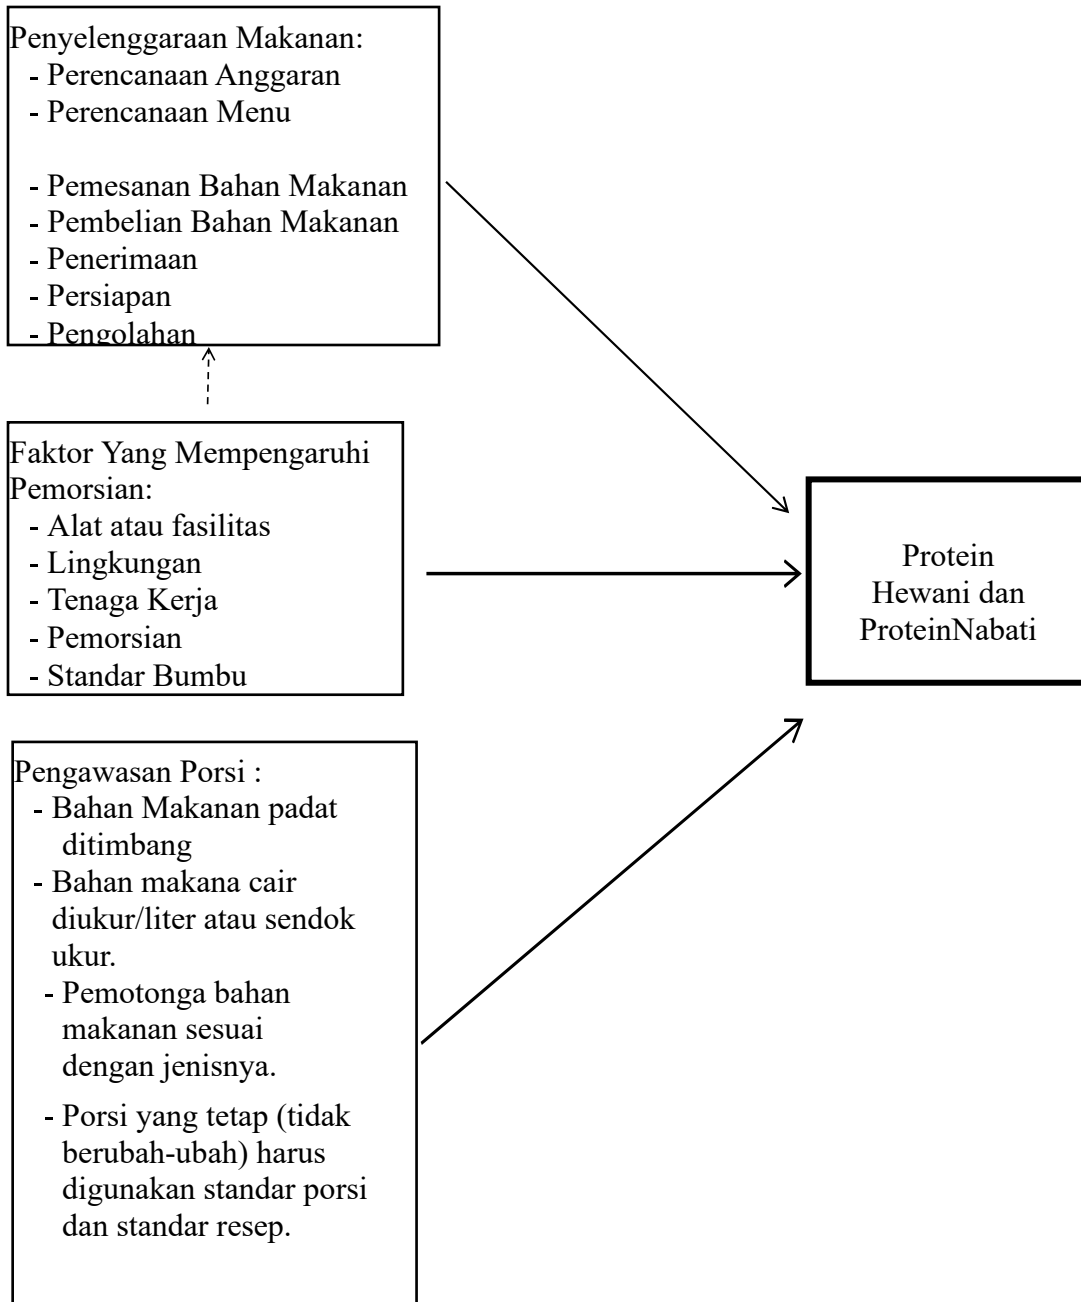 Penyelenggaraan Makanan:
- Perencanaan Anggaran
- Perencanaan Menu
- Pemesanan Bahan Makanan
- Pembelian Bahan Makanan
- Penerimaan
- Persiapan
- Pengolahan
Faktor Yang Mempengaruhi
Pemorsian:
- Alat atau fasilitas
- Lingkungan
- Tenaga Kerja
- Pemorsian
- Standar Bumbu
Protein
Hewani dan
ProteinNabati
Pengawasan Porsi :
- Bahan Makanan padat
ditimbang
- Bahan makana cair
diukur/liter atau sendok
ukur.
- Pemotonga bahan
makanan sesuai
dengan jenisnya.
- Porsi yang tetap (tidak
berubah-ubah) harus
digunakan standar porsi
dan standar resep.